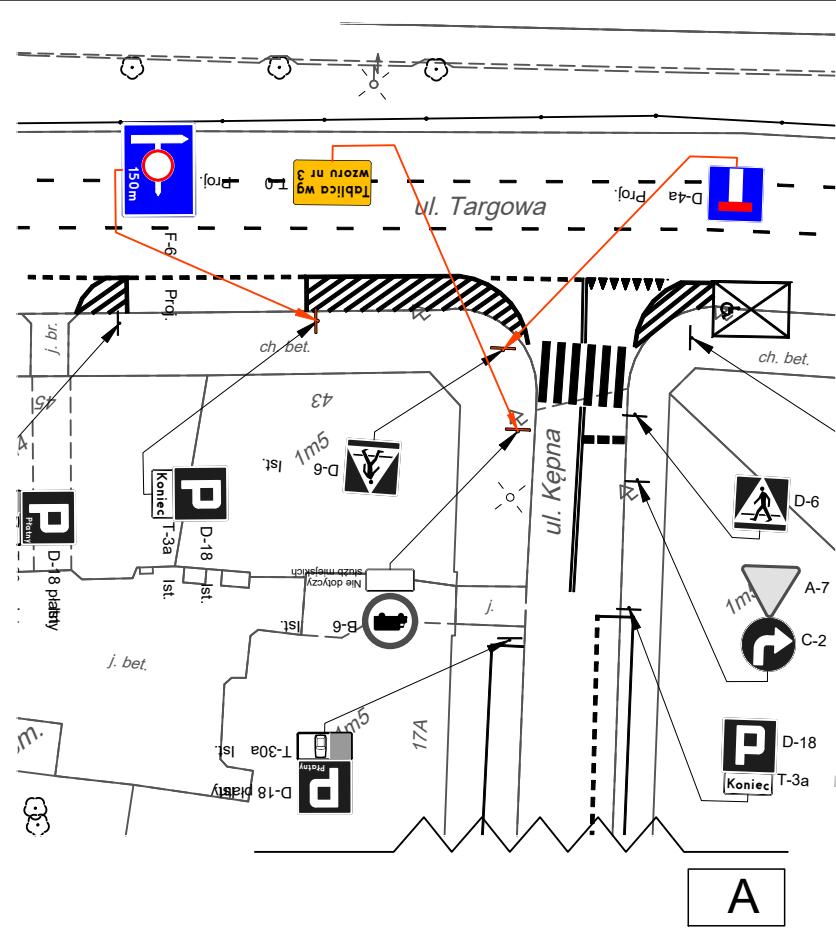 150m
F-6
Proj.
Proj.
T-0
Tablica wg
wzoru nr 3
ul. Targowa
Proj.
D-4a
j. br.
45
ch. bet.
43
ch. bet.
1m5
Ist.
D-6
ul. Kępna
D-6
P
Płatny
D-18 płatny
Koniec
T-3a
Ist.
P
D-18
Ist.
Nie dotyczy
służb miejskich
Ist.
B-6
j.
1m5
A-7
C-2
j. bet.
1m5
17A
Ist.
T-30a
Płatny
P
D-18 płatny
P
D-18
Koniec
T-3a
A